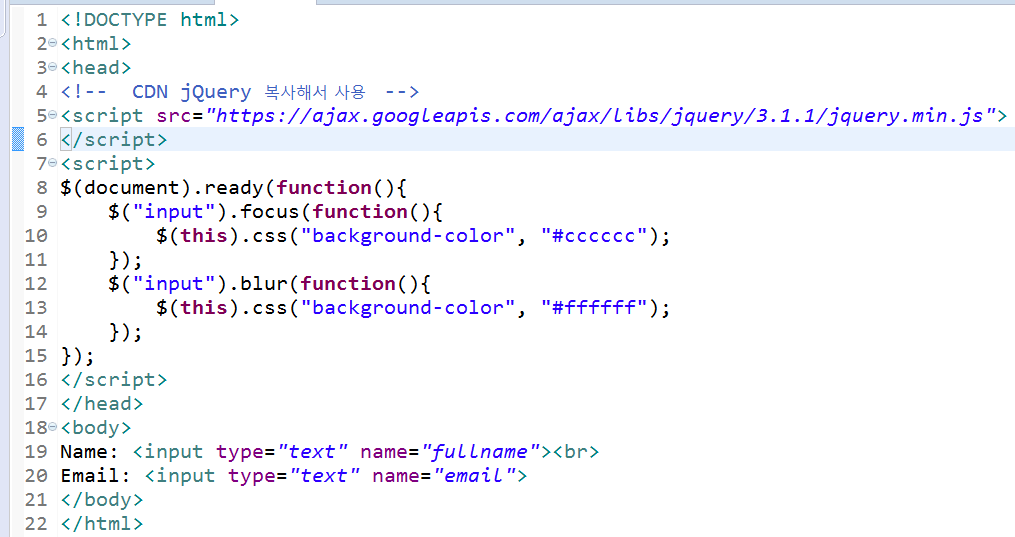 1 <!DOCTYPE html>
2 <html>
3 <head>
4 <!--  CDN jQuery 복사해서 사용  -->
5 <script src="https://ajax.googleapis.com/ajax/libs/jquery/3.1.1/jquery.min.js">
6 </script>
7 <script>
8 $(document).ready(function(){
9     $("input").focus(function(){
10         $(this).css("background-color", "#cccccc");
11     });
12     $("input").blur(function(){
13         $(this).css("background-color", "#ffffff");
14     });
15 });
16 </script>
17 </head>
18 <body>
19 Name: <input type="text" name="fullname"><br>
20 Email: <input type="text" name="email">
21 </body>
22 </html>